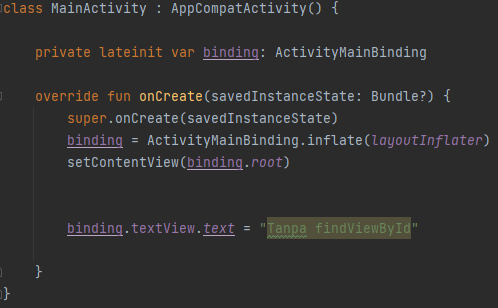 class MainActivity : AppCompatActivity() {
private lateinit var binding: ActivityMainBinding
override fun onCreate(savedInstanceState: Bundle?) {
super.onCreate(savedInstanceState)
binding = ActivityMainBinding.inflate(layoutInflater)
setContentView(binding.root)
binding.textView.text = "Tanpa findViewById"
}
}